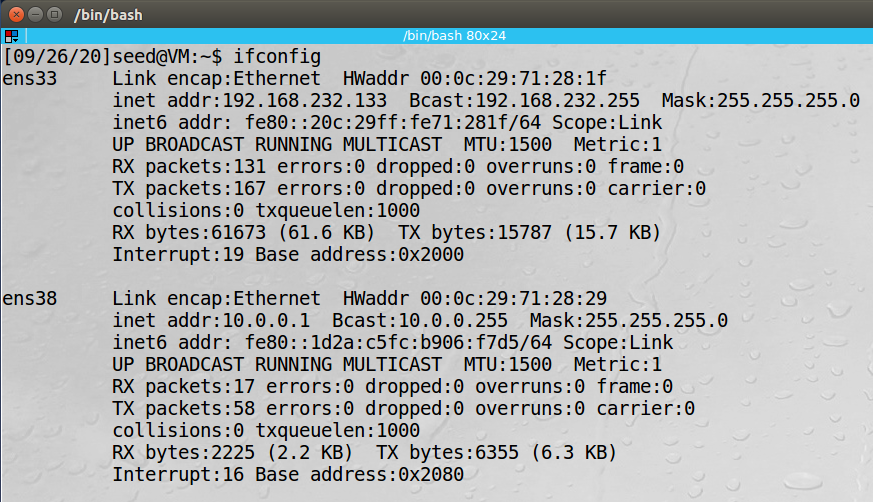 /bin/bash
/bin/bash 80x24
[09/26/20]seed@VM:~$ ifconfig
ens33     Link encap:Ethernet  HWaddr 00:0c:29:71:28:1f
          inet addr:192.168.232.133  Bcast:192.168.232.255  Mask:255.255.255.0
          inet6 addr: fe80::20c:29ff:fe71:281f/64 Scope:Link
          UP BROADCAST RUNNING MULTICAST  MTU:1500  Metric:1
          RX packets:131 errors:0 dropped:0 overruns:0 frame:0
          TX packets:167 errors:0 dropped:0 overruns:0 carrier:0
          collisions:0 txqueuelen:1000
          RX bytes:61673 (61.6 KB)  TX bytes:15787 (15.7 KB)
          Interrupt:19 Base address:0x2000
ens38     Link encap:Ethernet  HWaddr 00:0c:29:71:28:29
          inet addr:10.0.0.1  Bcast:10.0.0.255  Mask:255.255.255.0
          inet6 addr: fe80::1d2a:c5fc:b906:f7d5/64 Scope:Link
          UP BROADCAST RUNNING MULTICAST  MTU:1500  Metric:1
          RX packets:17 errors:0 dropped:0 overruns:0 frame:0
          TX packets:58 errors:0 dropped:0 overruns:0 carrier:0
          collisions:0 txqueuelen:1000
          RX bytes:2225 (2.2 KB)  TX bytes:6355 (6.3 KB)
          Interrupt:16 Base address:0x2080